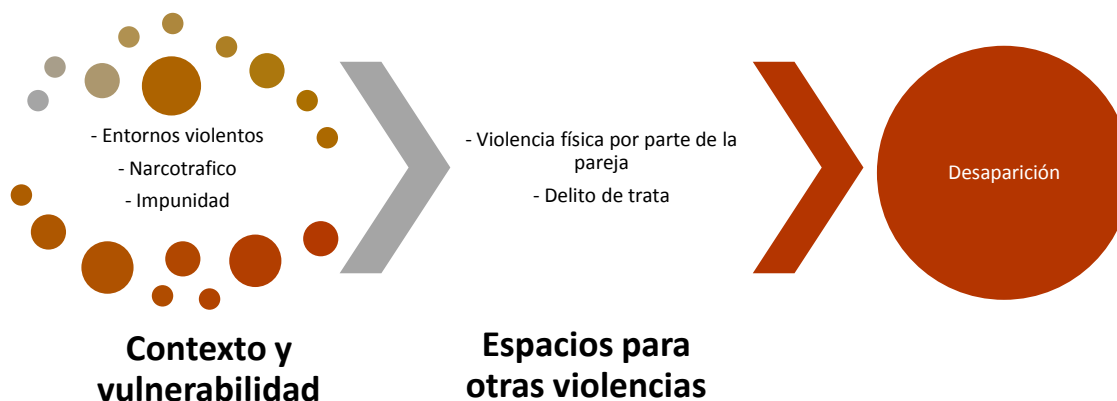 - Entornos violentos
- Narcotrafico
- Impunidad
- Violencia física por parte de la
pareja
- Delito de trata
Desaparición
Contexto y
vulnerabilidad
Espacios para
otras violencias